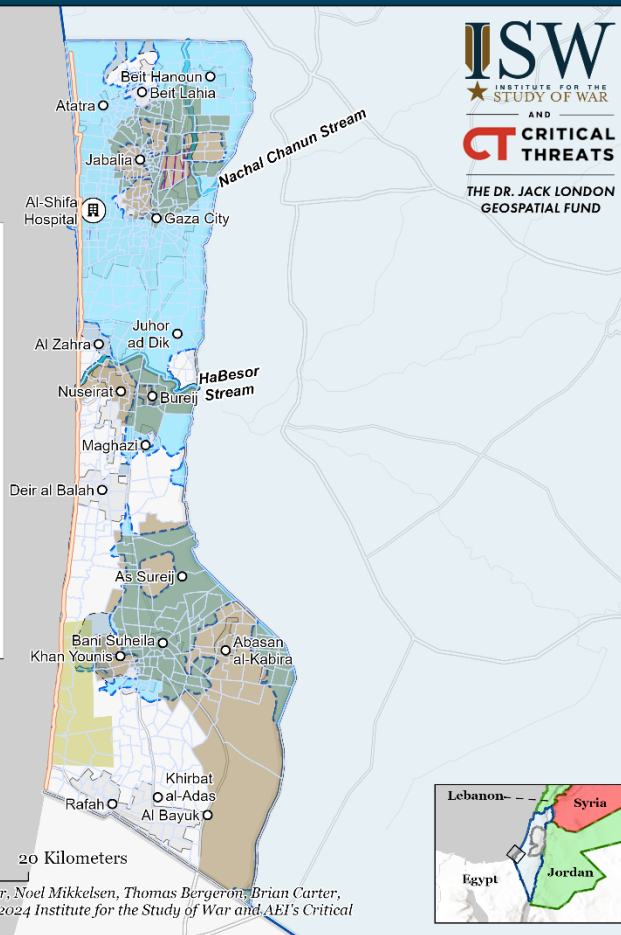 ISW
INSTITUTE FOR THE
STUDY OF WAR
AND
CT CRITICAL
THREATS
THE DR. JACK LONDON
GEOSPATIAL FUND
Beit Hanoun
Beit Lahia
Atatra
Nachal Chanun Stream
Jabalia
Al-Shifa
Hospital
Gaza City
Juhor
ad Dik
Al Zahra
HaBesor
Stream
Nuseirat
Bureij
Maghazi
Deir al Balah
As Sureij
Bani Suheila
Abasan
al-Kabira
Khan Younis
Khirbat
al-Adas
Rafah
Al Bayuk
Lebanon
Syria
Egypt
Jordan
20 Kilometers
r, Noel Mikkelsen, Thomas Bergeron, Brian Carter,
2024 Institute for the Study of War and AEI's Critical